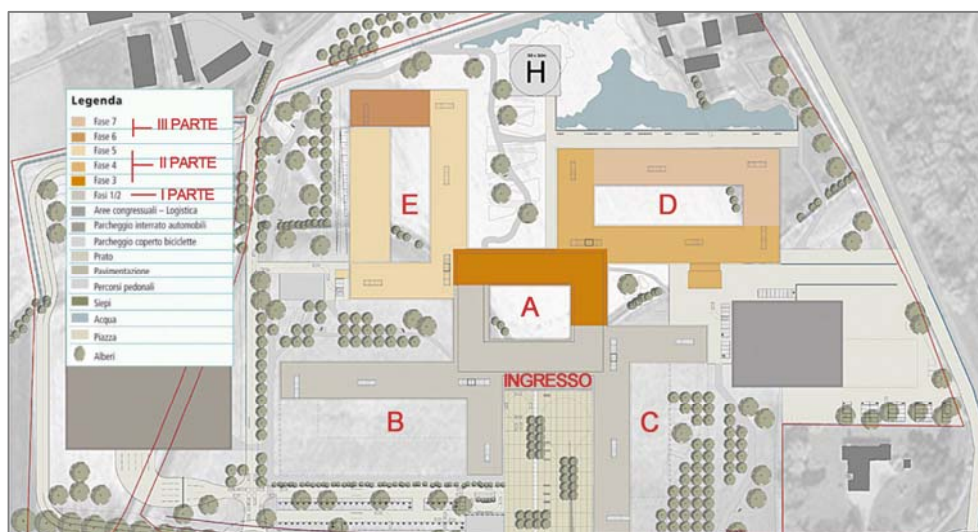 H
Legenda
Fase 7
III PARTE
Fase 6
Fase 5
Fase 4
II PARTE
Fase 3
Fasi 1/2
I PARTE
Aree congressuali – Logistica
Parcheggio interrato automobili
Parcheggio coperto biciclette
Prato
Pavimentazione
Percorsi pedonali
Siepi
Acqua
Piazza
Alberi
E
D
A
INGRESSO
B
C